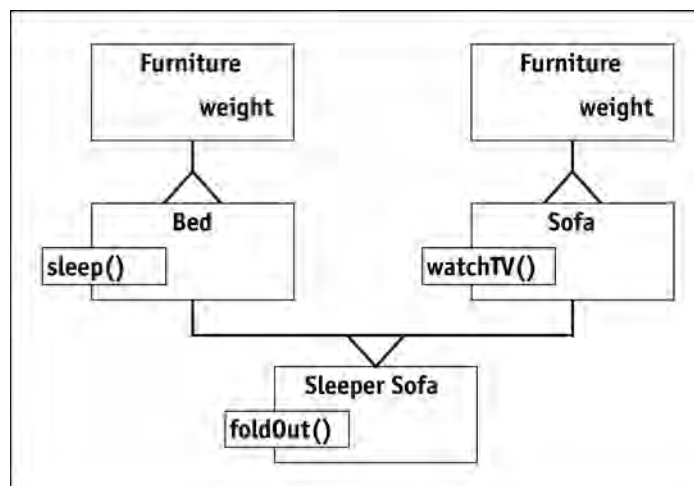 Furniture
weight
Furniture
weight
Bed
sleep()
Sofa
watchTV()
Sleeper Sofa
foldOut()